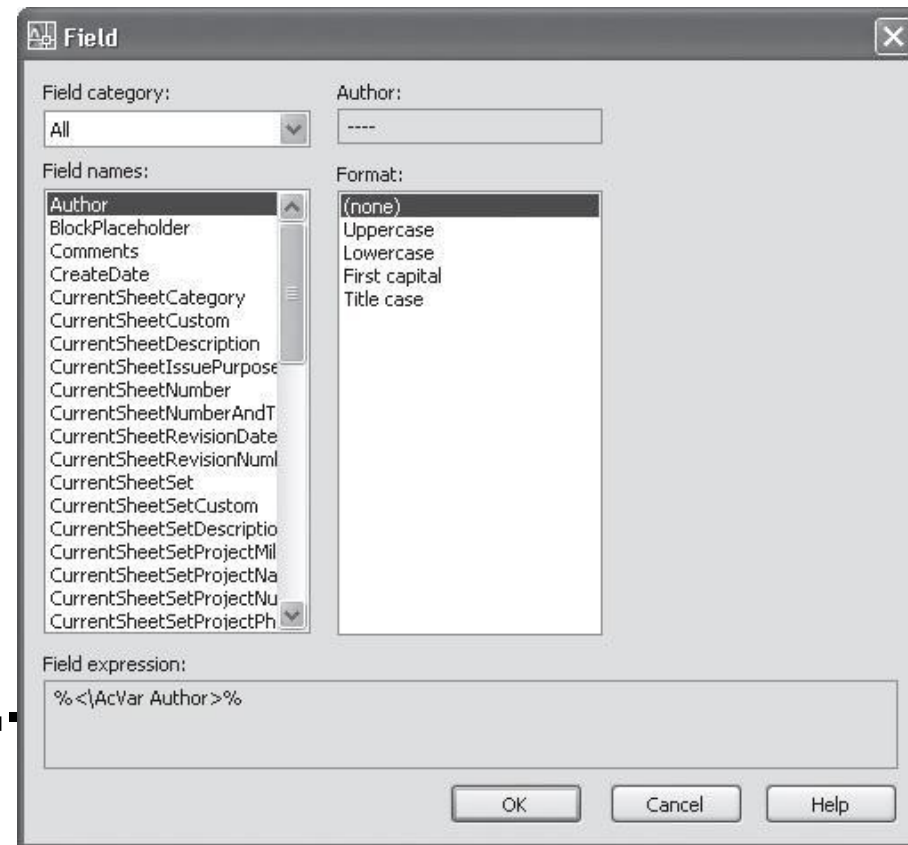 Field
Field category:
All
Field names:
Author
BlockPlaceholder
Comments
CreateDate
CurrentSheetCategory
CurrentSheetCustom
CurrentSheetDescription
CurrentSheetIssuePurpose
CurrentSheetNumber
CurrentSheetNumberAndT
CurrentSheetRevisionDate
CurrentSheetRevisionNuml
CurrentSheetSet
CurrentSheetSetCustom
CurrentSheetSetDescriptio
CurrentSheetSetProjectMil
CurrentSheetSetProjectNa
CurrentSheetSetProjectNu
CurrentSheetSetProjectPh
Author:
----
Format:
(none)
Uppercase
Lowercase
First capital
Title case
Field expression:
%<\AcVar Author>%
OK Cancel Help